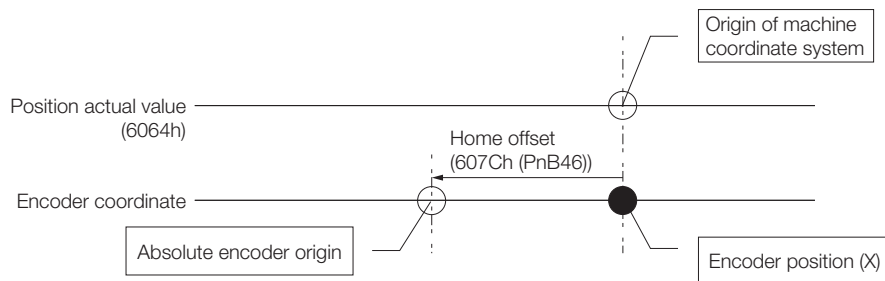 Origin of machine
coordinate system
Position actual value
(6064h)
Home offset
(607Ch (PnB46))
Encoder coordinate
Absolute encoder origin
Encoder position (X)